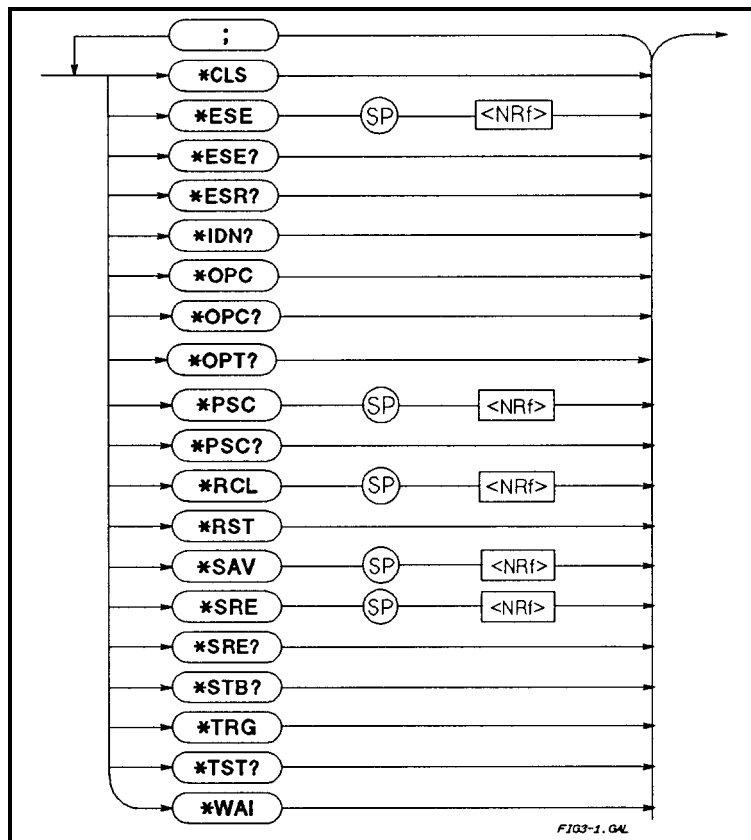 ;
*CLS
*ESE SP <NRf>
*ESE?
*ESR?
*IDN?
*OPC
*OPC?
*OPT?
*PSC SP <NRf>
*PSC?
*RCL SP <NRf>
*RST
*SAV SP <NRf>
*SRE SP <NRf>
*SRE?
*STB?
*TRG
*TST?
*WAI
FIG3-1.GAL